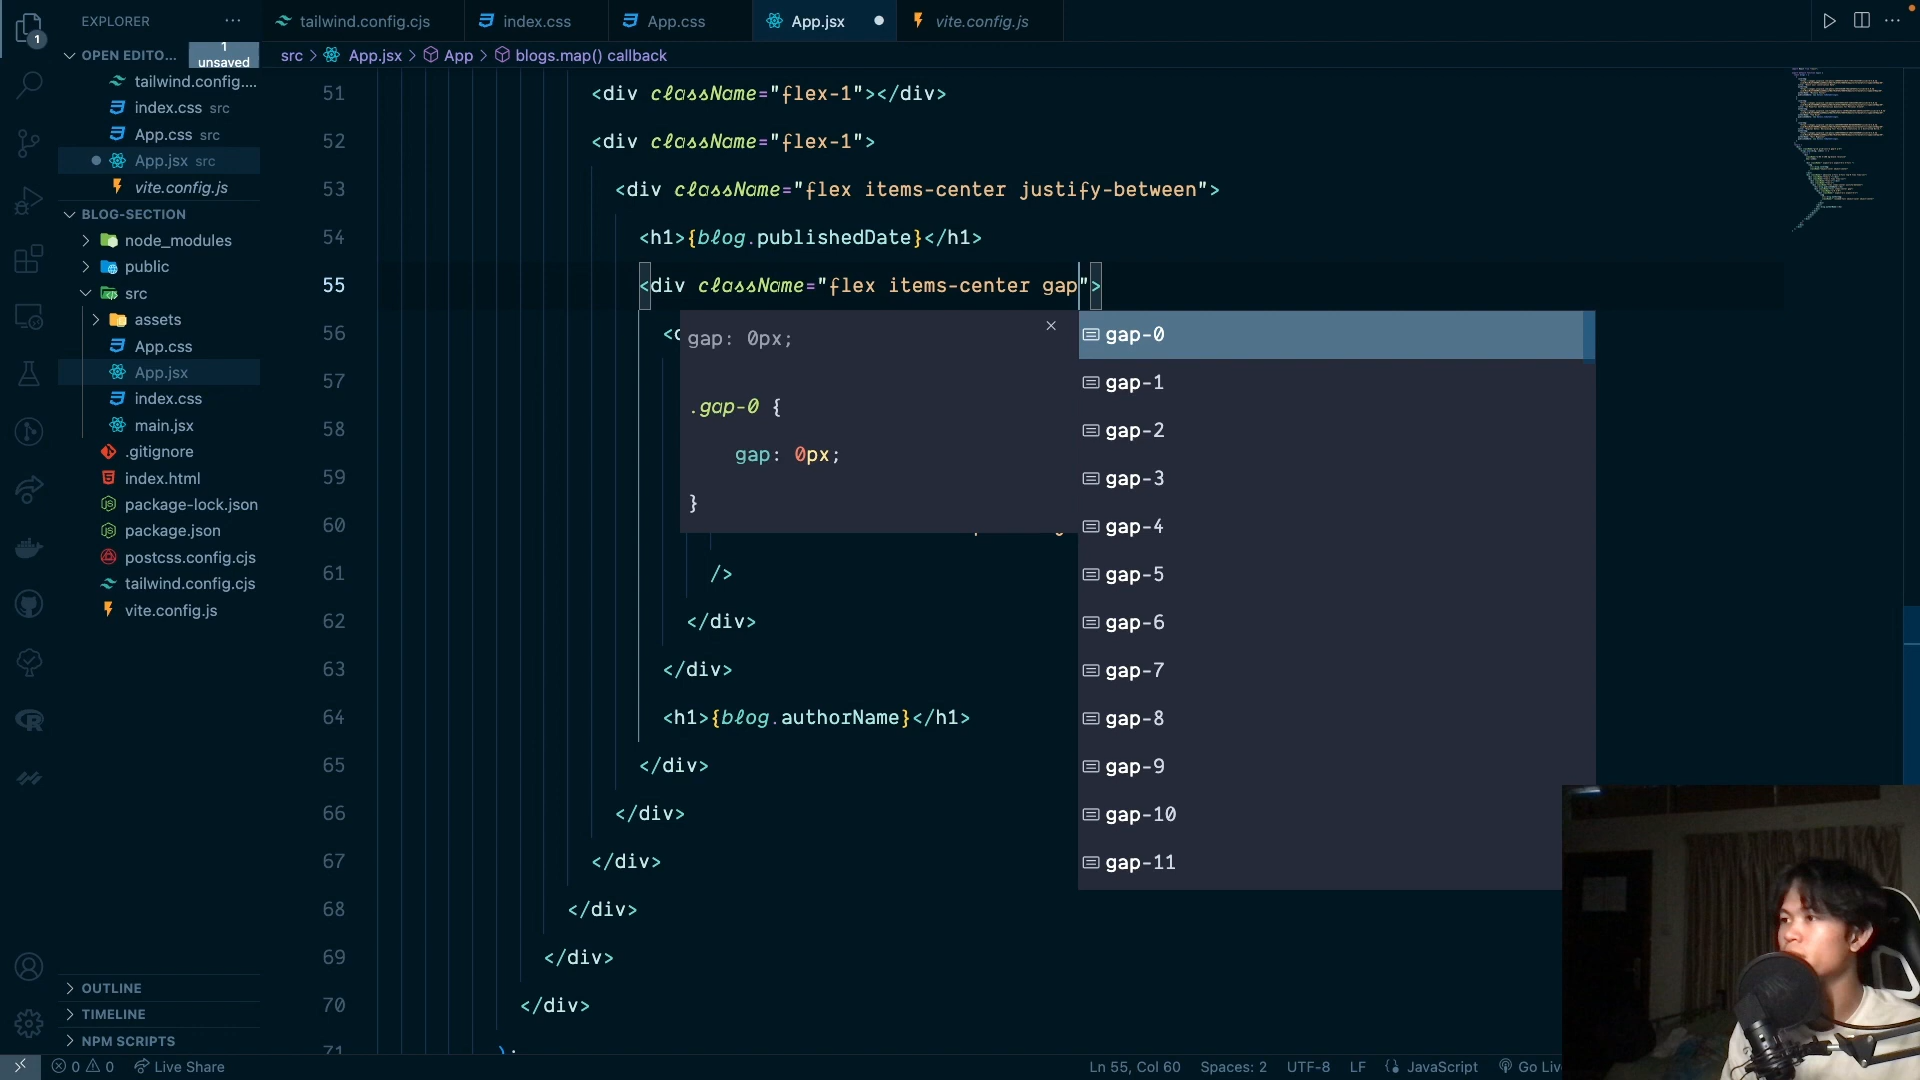 EXPLORER
tailwind.config.cjs
index.css
App.css
App.jsx
vite.config.js
OPEN EDITO...
1 unsaved
src > App.jsx > App > blogs.map() callback
tailwind.config....
index.css src
App.css src
App.jsx src
vite.config.js
BLOG-SECTION
node_modules
public
src
assets
App.css
App.jsx
index.css
main.jsx
.gitignore
index.html
package-lock.json
package.json
postcss.config.cjs
tailwind.config.cjs
vite.config.js
OUTLINE
TIMELINE
NPM SCRIPTS
1
51 <div className="flex-1"></div>
52 <div className="flex-1">
53 <div className="flex items-center justify-between">
54 <h1>{blog.publishedDate}</h1>
55 <div className="flex items-center gap">
56
57
58
59
60
61 />
62 </div>
63 </div>
64 <h1>{blog.authorName}</h1>
65 </div>
66 </div>
67 </div>
68 </div>
69 </div>
70 </div>
71
gap: 0px;
.gap-0 {
gap: 0px;
}
gap-0
gap-1
gap-2
gap-3
gap-4
gap-5
gap-6
gap-7
gap-8
gap-9
gap-10
gap-11
0 0 Live Share
Ln 55, Col 60 Spaces: 2 UTF-8 LF JavaScript Go Liv